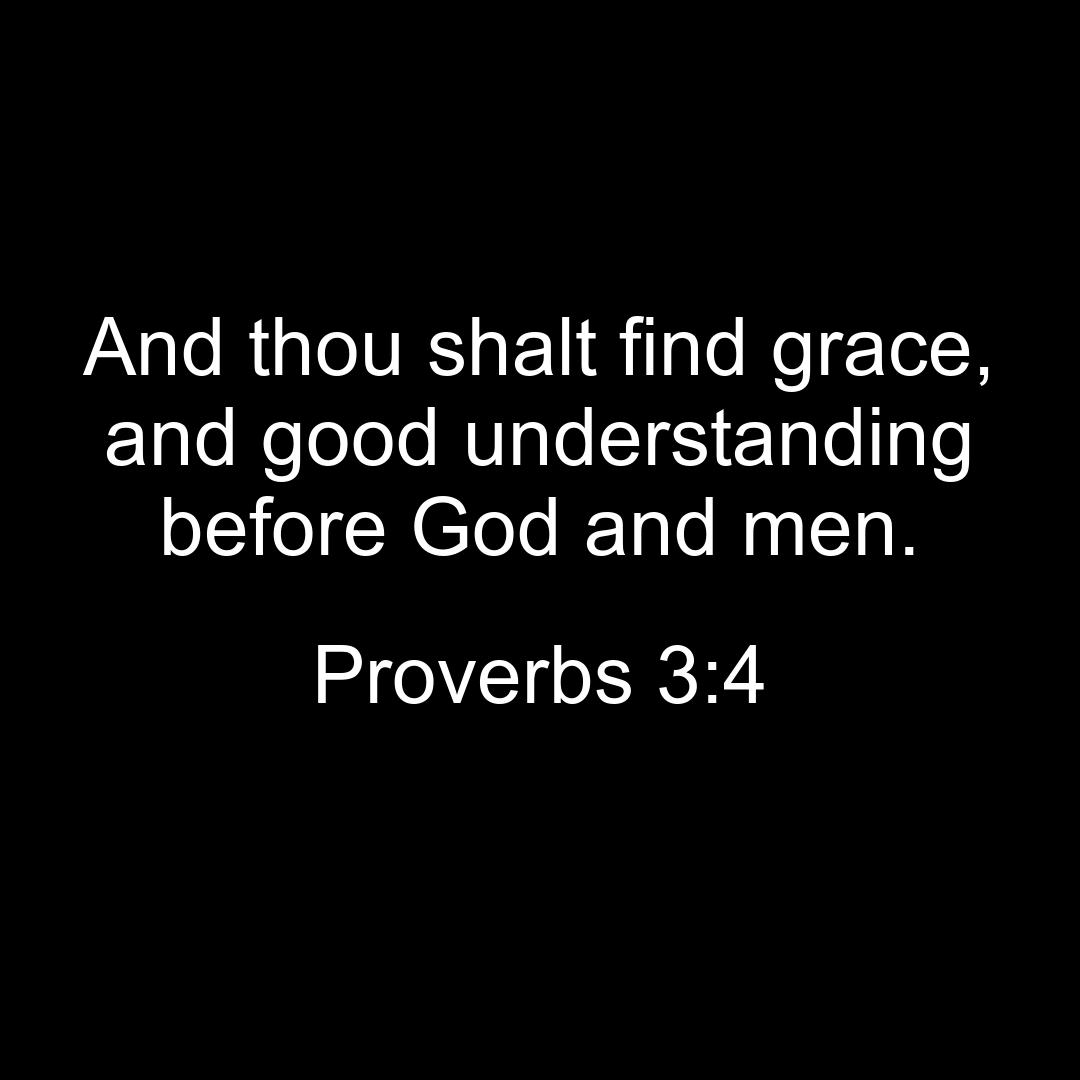 And thou shalt find grace,
and good understanding
before God and men.
Proverbs 3:4